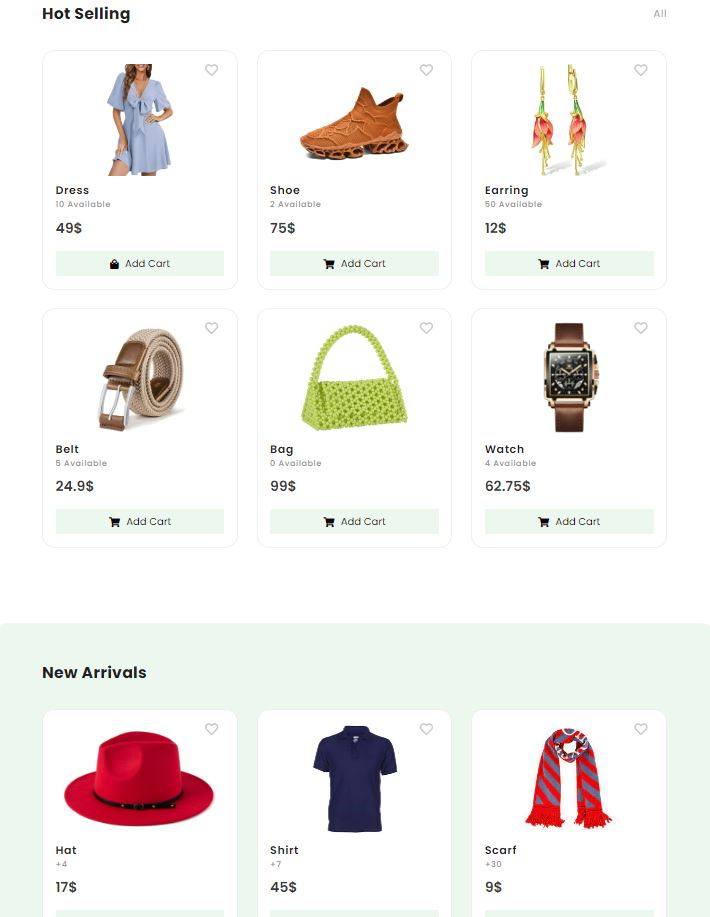 Hot Selling
All
Dress
10 Available
49$
Add Cart
Shoe
2 Available
75$
Add Cart
Earring
50 Available
12$
Add Cart
Belt
5 Available
24.9$
Add Cart
Bag
0 Available
99$
Add Cart
Watch
4 Available
62.75$
Add Cart
New Arrivals
Hat
+4
17$
Shirt
+7
45$
Scarf
+30
9$